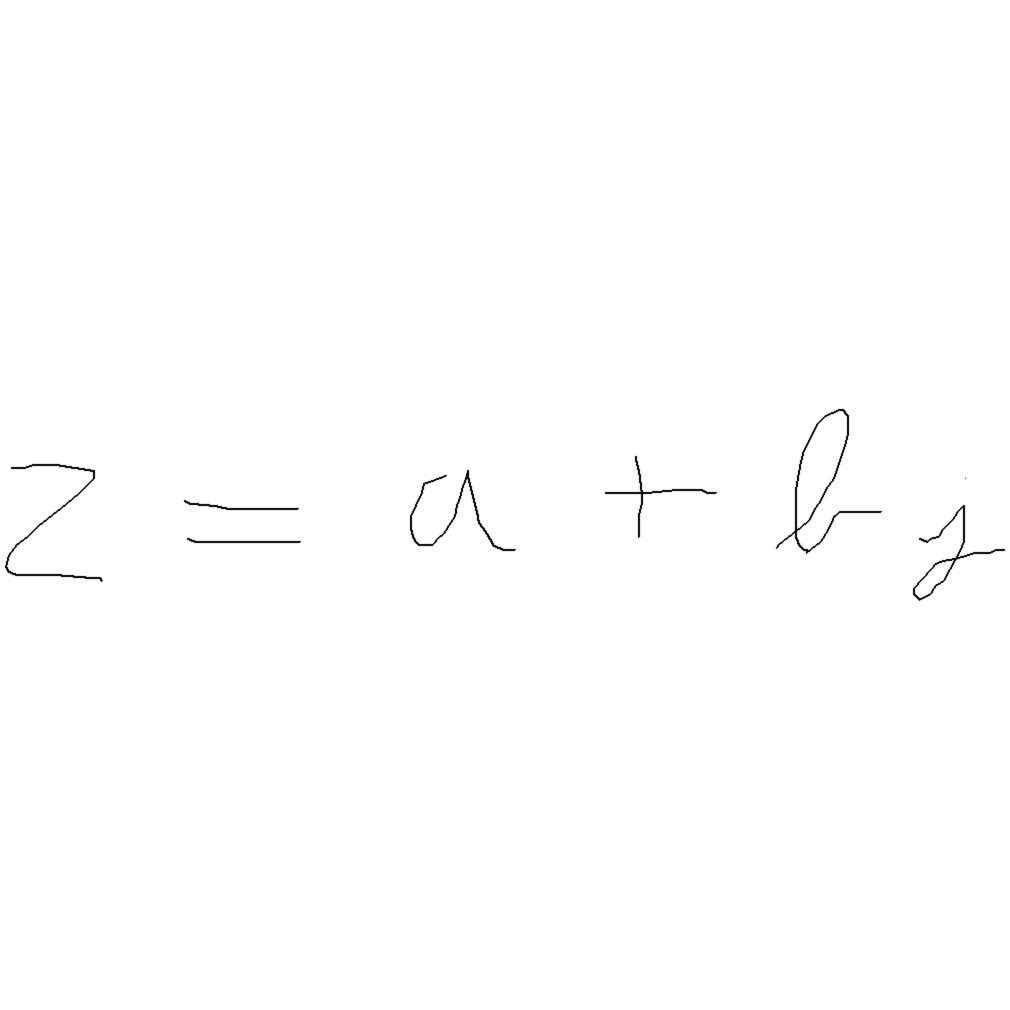 z = a + bj